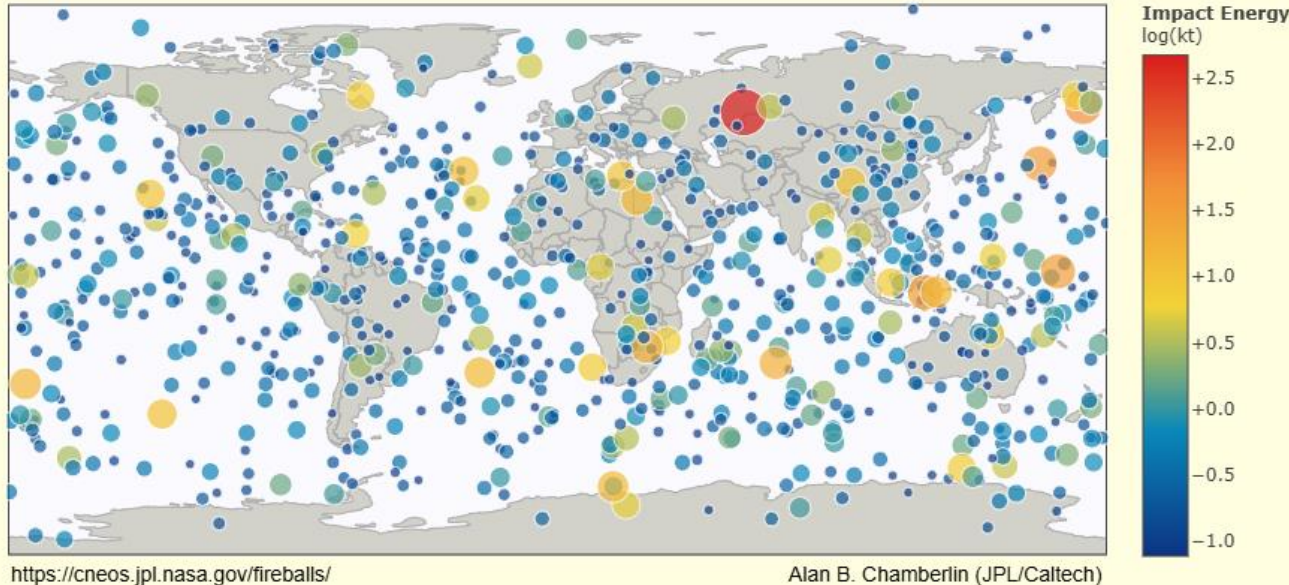 Impact Energy
log(kt)
+2.5
+2.0
+1.5
+1.0
+0.5
+0.0
−0.5
−1.0
https://cneos.jpl.nasa.gov/fireballs/
Alan B. Chamberlin (JPL/Caltech)